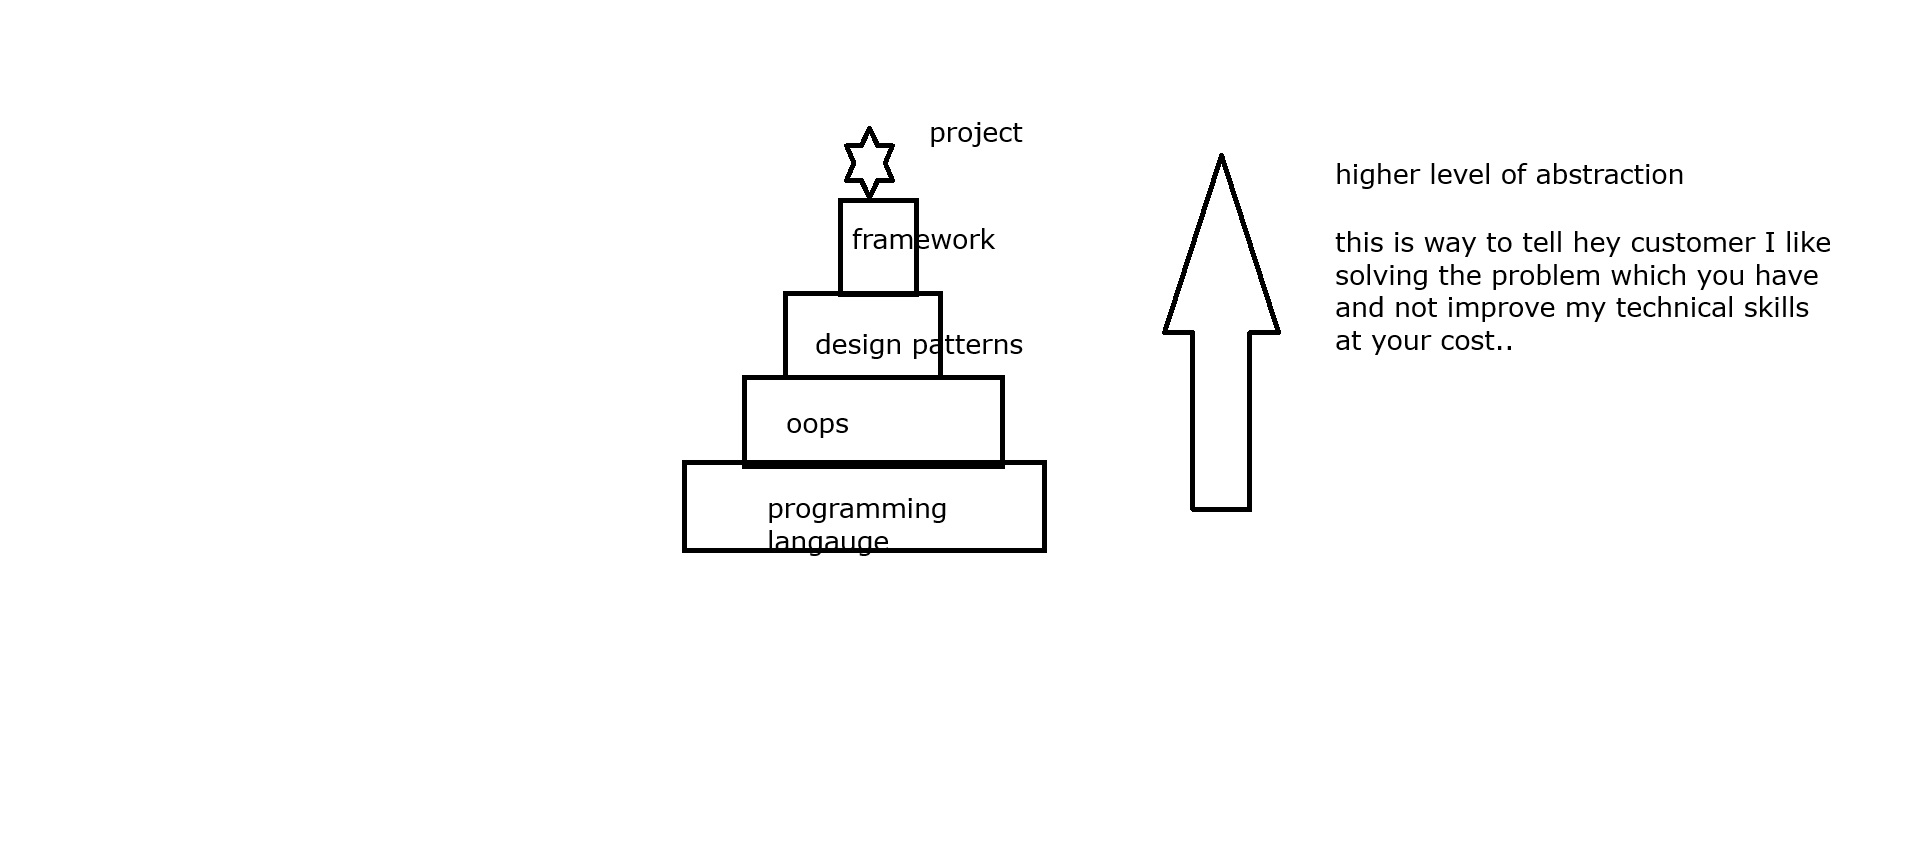 project
framework
design patterns
oops
programming
langauge
higher level of abstraction
this is way to tell hey customer I like
solving the problem which you have
and not improve my technical skills
at your cost..